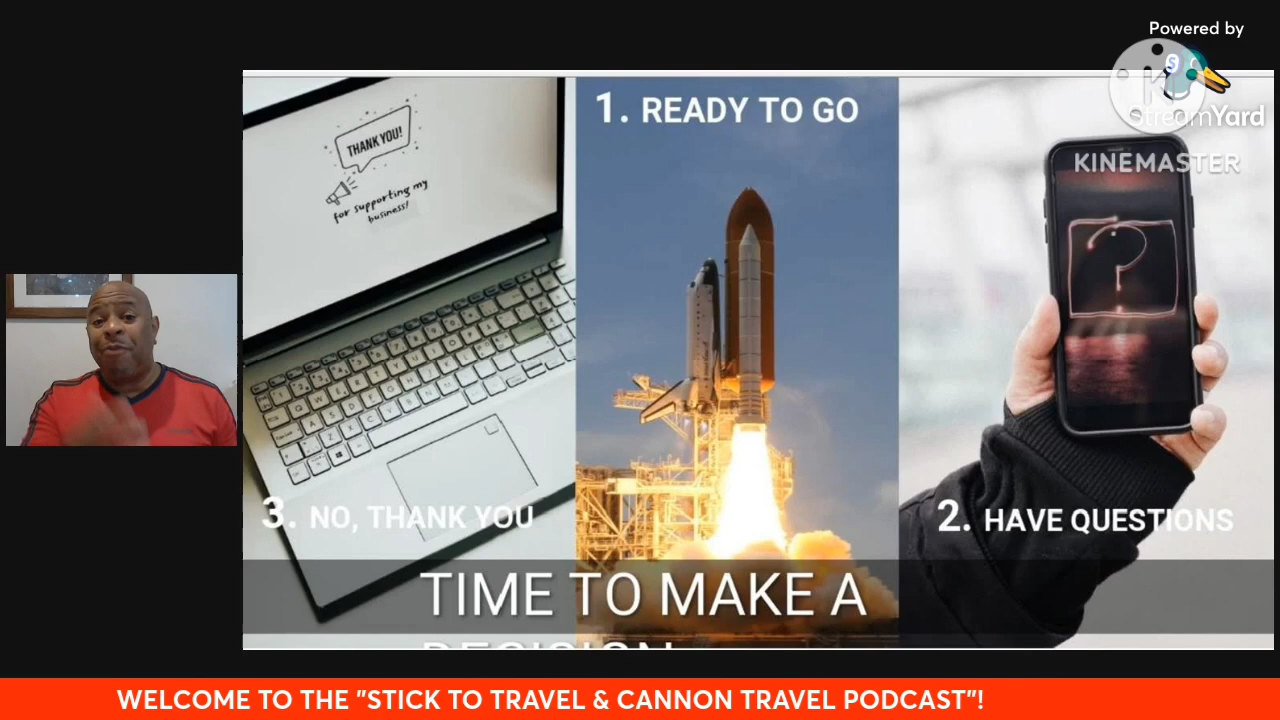 Powered by
StreamYard
KINEMASTER
THANK YOU!
for supporting my
business!
1. READY TO GO
3. NO, THANK YOU
2. HAVE QUESTIONS
TIME TO MAKE A
DECISION
WELCOME TO THE "STICK TO TRAVEL & CANNON TRAVEL PODCAST"!